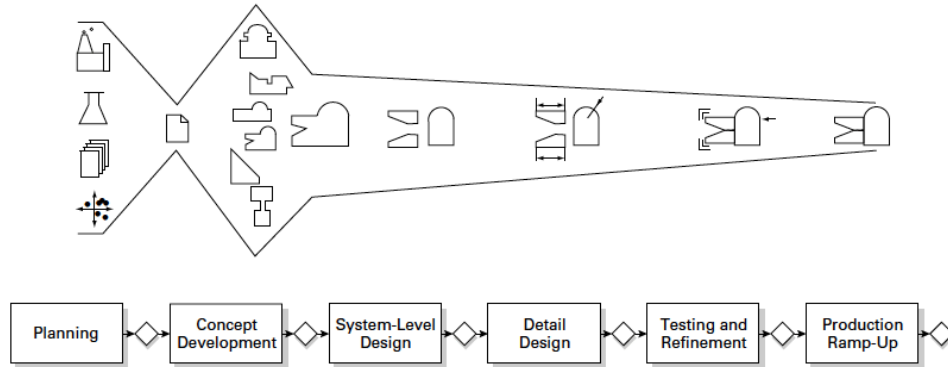 Planning
Concept
Development
System-Level
Design
Detail
Design
Testing and
Refinement
Production
Ramp-Up